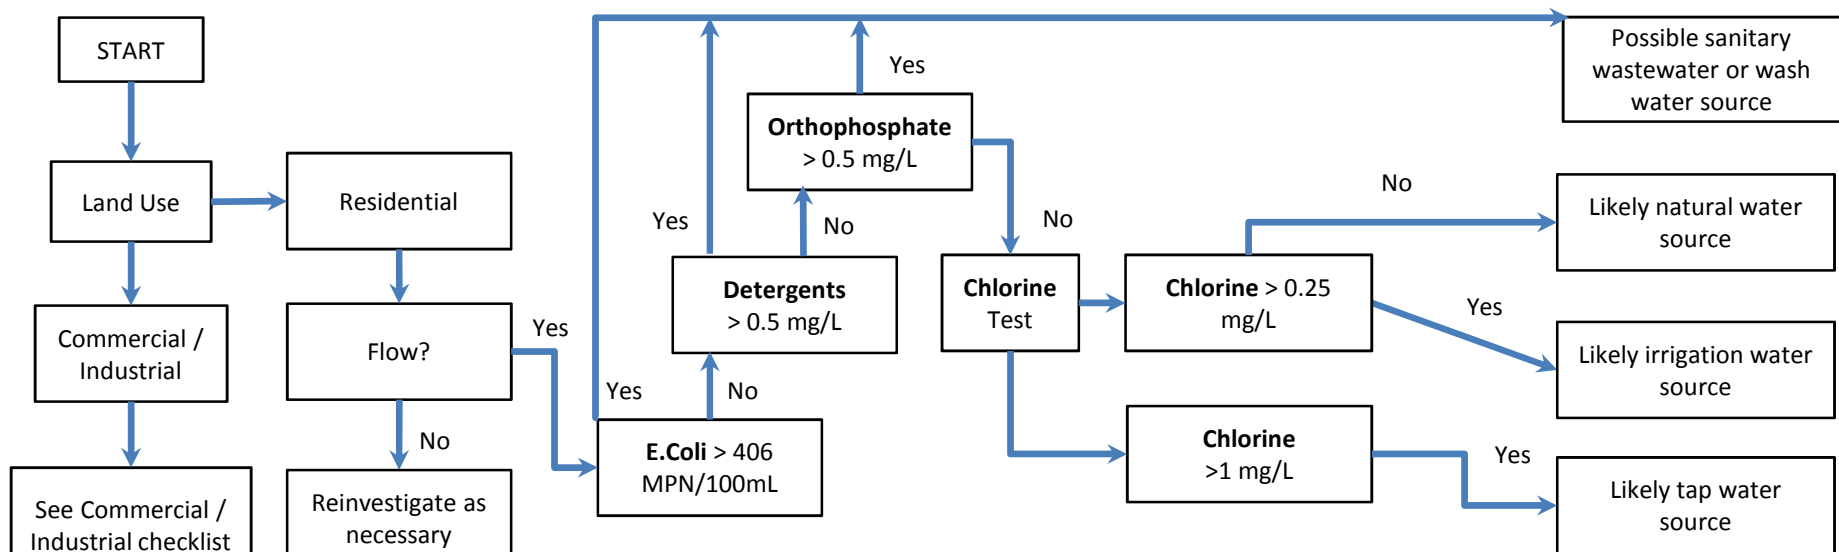 START
Land Use
Commercial /
Industrial
See Commercial /
Industrial checklist
Residential
Flow?
No
Reinvestigate as
necessary
Yes
E.Coli > 406
MPN/100mL
Yes
No
Detergents
> 0.5 mg/L
Yes
No
Orthophosphate
> 0.5 mg/L
Yes
No
Chlorine
Test
Chlorine > 0.25
mg/L
No
Yes
Chlorine
>1 mg/L
Yes
Possible sanitary
wastewater or wash
water source
Likely natural water
source
Likely irrigation water
source
Likely tap water
source